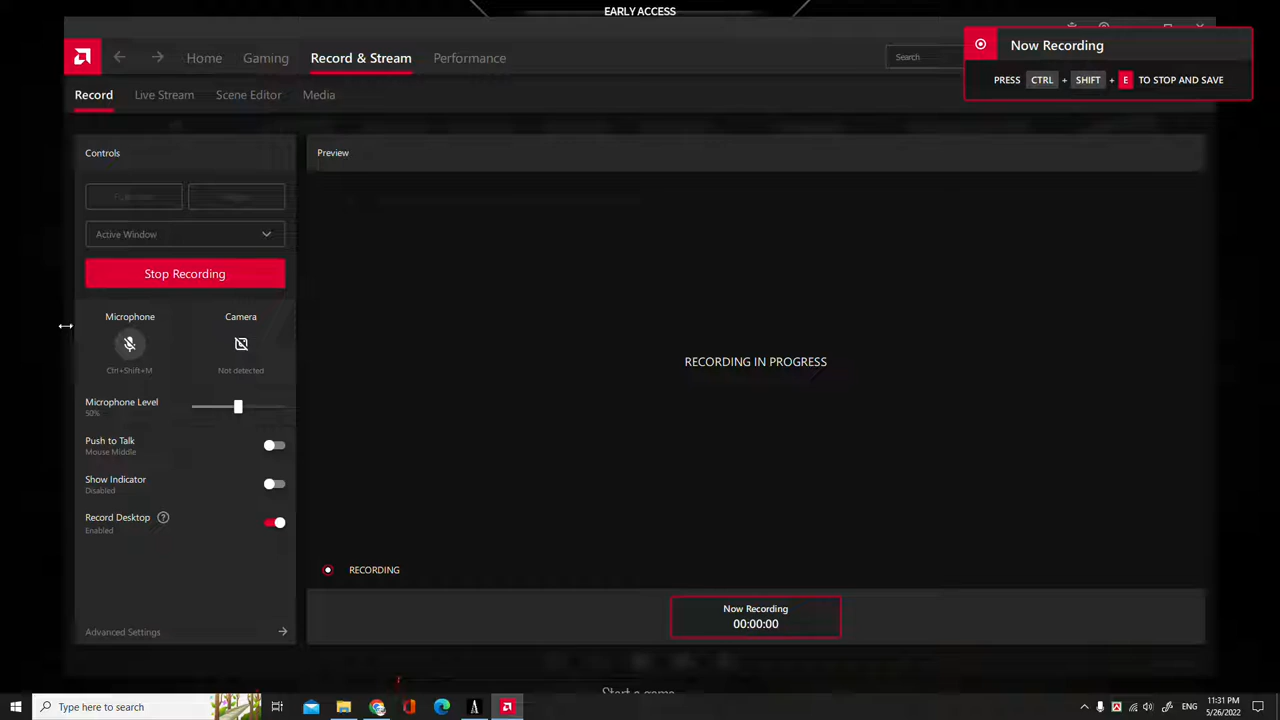 EARLY ACCESS
Home
Gaming
Record & Stream
Performance
Search
Now Recording
PRESS CTRL + SHIFT + E TO STOP AND SAVE
Record
Live Stream
Scene Editor
Media
Controls
Preview
Active Window
Stop Recording
Microphone
Camera
Ctrl+Shift+M
Not detected
Microphone Level
50%
Push to Talk
Mouse Middle
Show Indicator
Disabled
Record Desktop ?
Enabled
RECORDING IN PROGRESS
RECORDING
Now Recording
00:00:00
Advanced Settings
Start a game
Type here to search
ENG
11:31 PM
5/26/2022